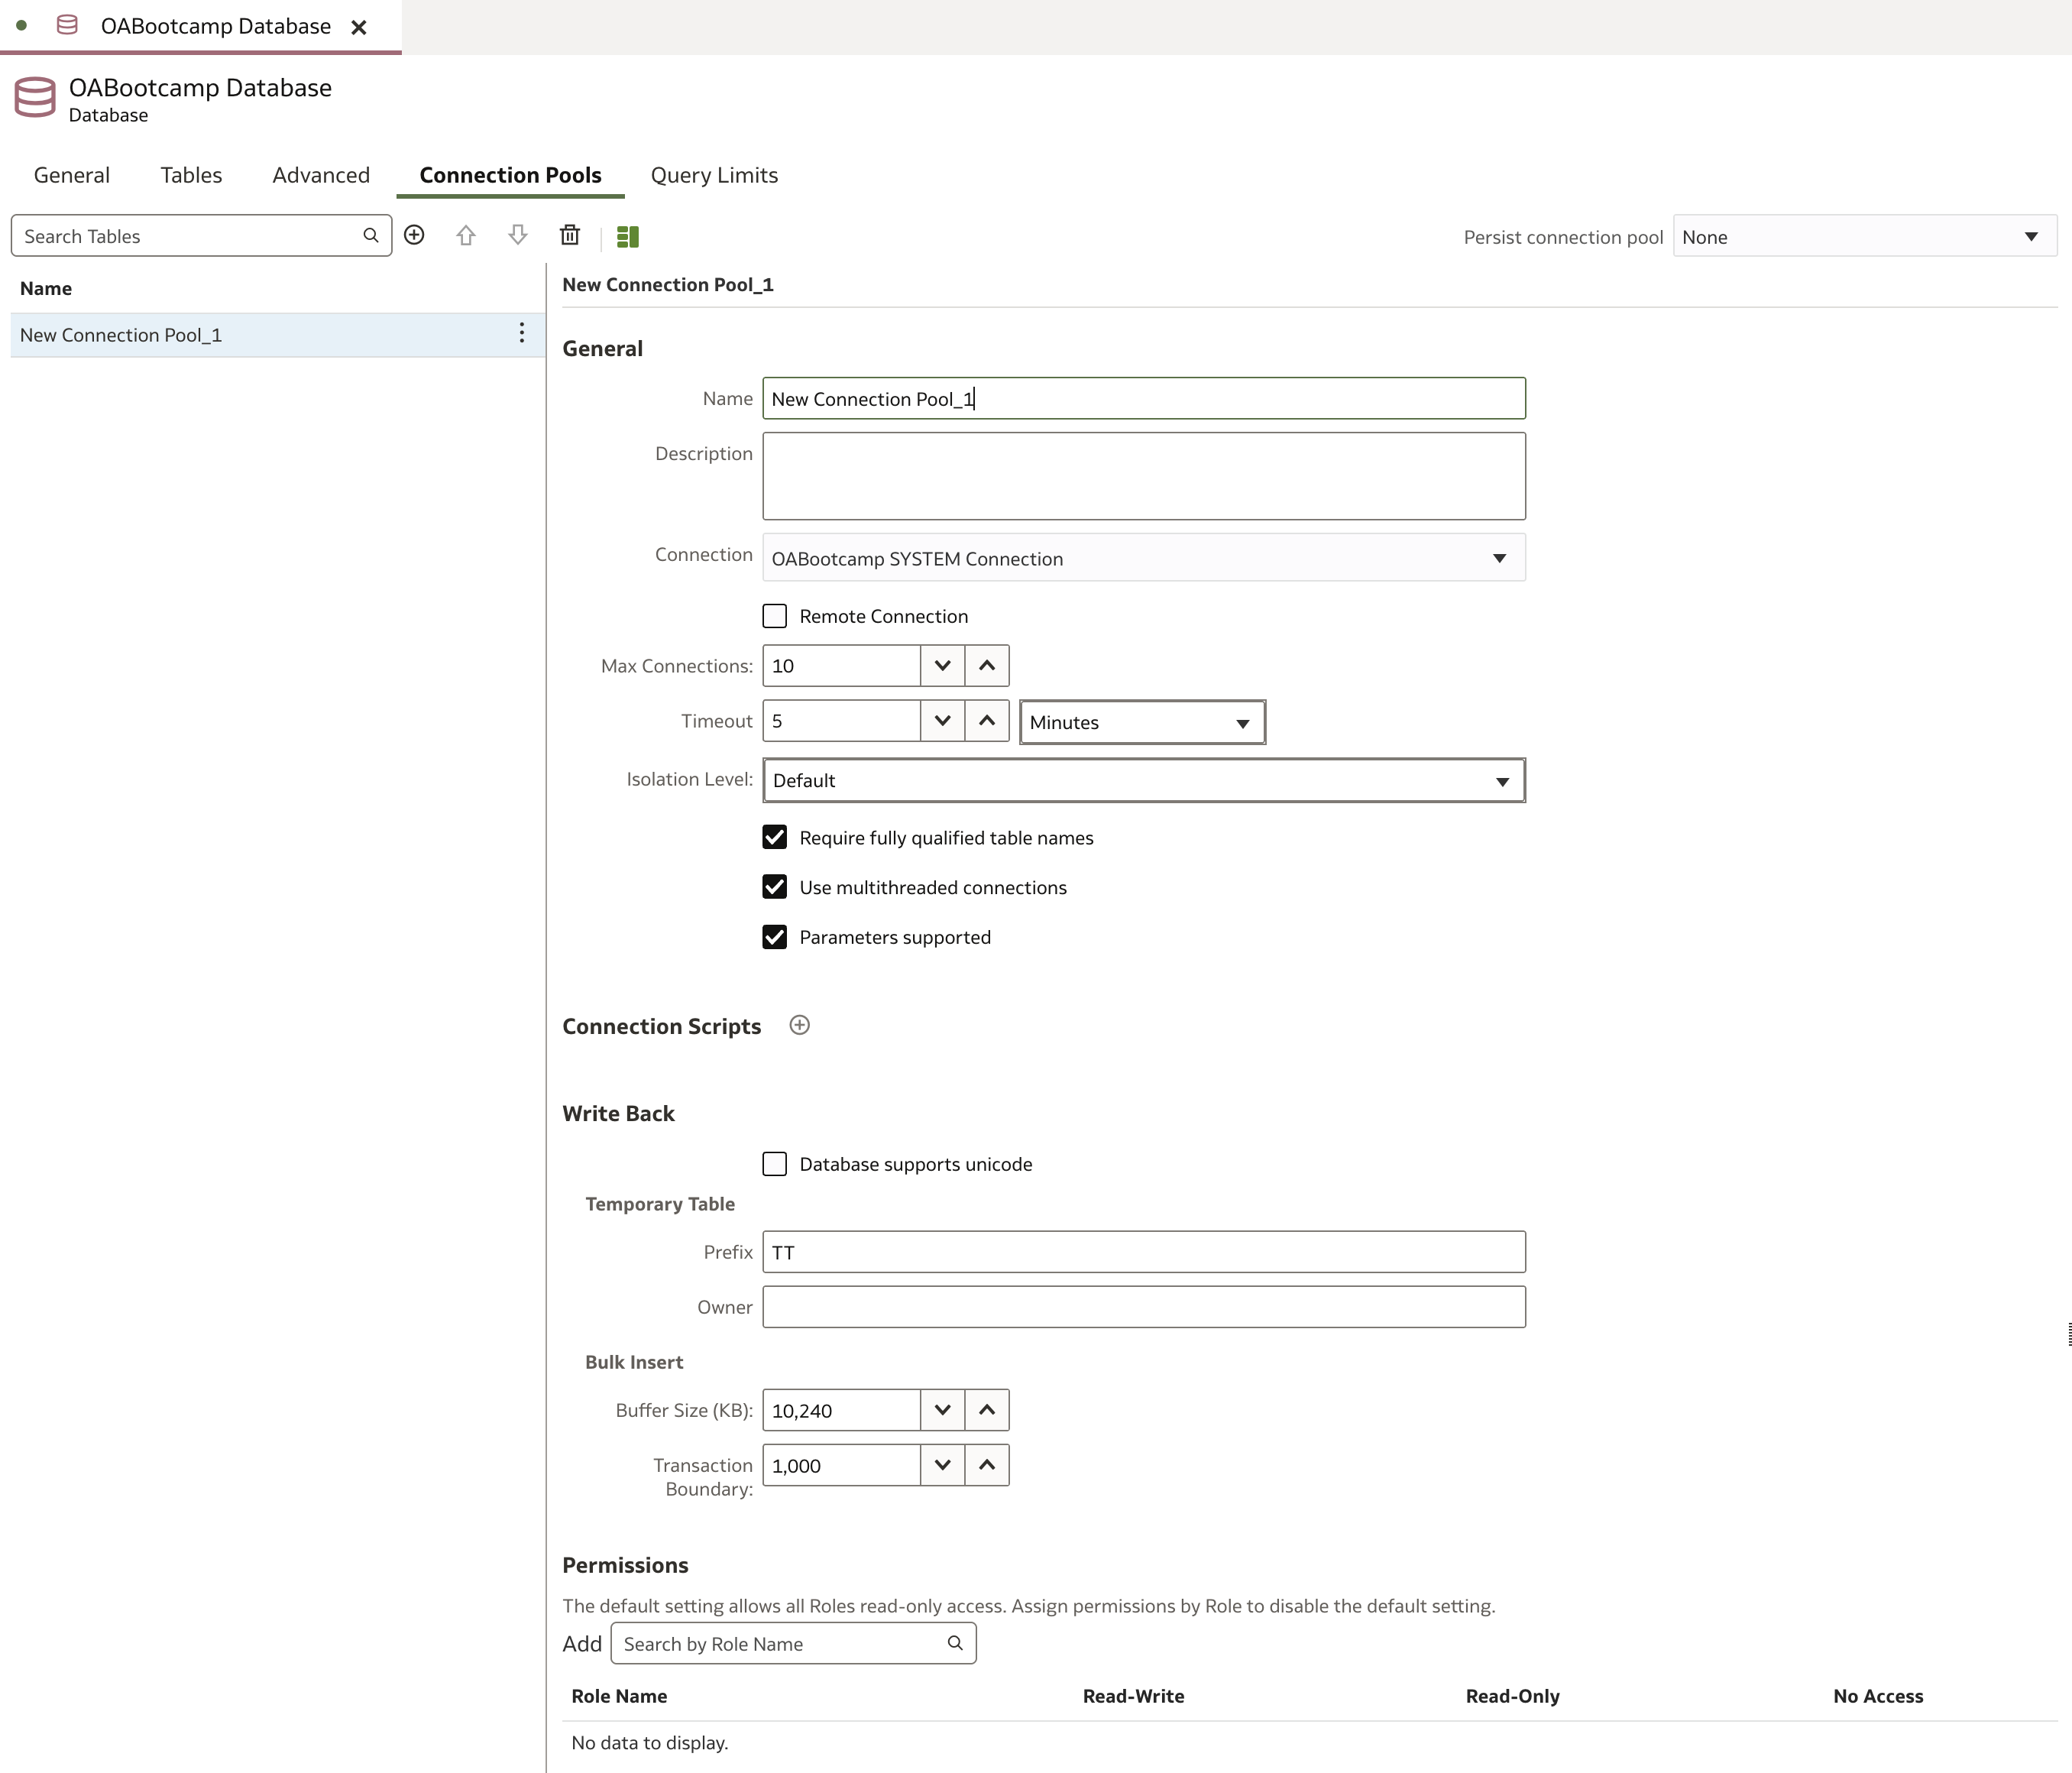 OABootcamp Database
OABootcamp Database
Database
General Tables Advanced Connection Pools Query Limits
Search Tables
Persist connection pool None
Name
New Connection Pool_1
New Connection Pool_1
General
Name New Connection Pool_1
Description
Connection OABootcamp SYSTEM Connection
Remote Connection
Max Connections: 10
Timeout 5 Minutes
Isolation Level: Default
Require fully qualified table names
Use multithreaded connections
Parameters supported
Connection Scripts
Write Back
Database supports unicode
Temporary Table
Prefix TT
Owner
Bulk Insert
Buffer Size (KB): 10,240
Transaction 1,000
Boundary:
Permissions
The default setting allows all Roles read-only access. Assign permissions by Role to disable the default setting.
Add Search by Role Name
Role Name Read-Write Read-Only No Access
No data to display.